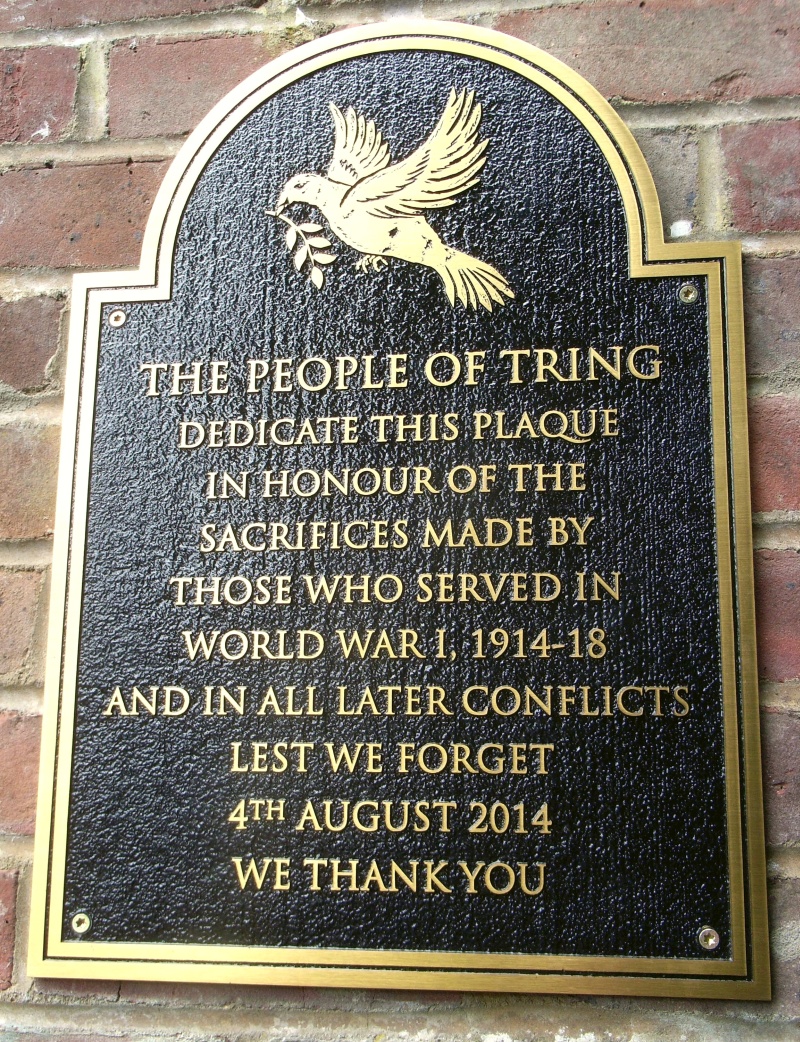 THE PEOPLE OF TRING
DEDICATE THIS PLAQUE
IN HONOUR OF THE
SACRIFICES MADE BY
THOSE WHO SERVED IN
WORLD WAR I, 1914-18
AND IN ALL LATER CONFLICTS
LEST WE FORGET
4TH AUGUST 2014
WE THANK YOU